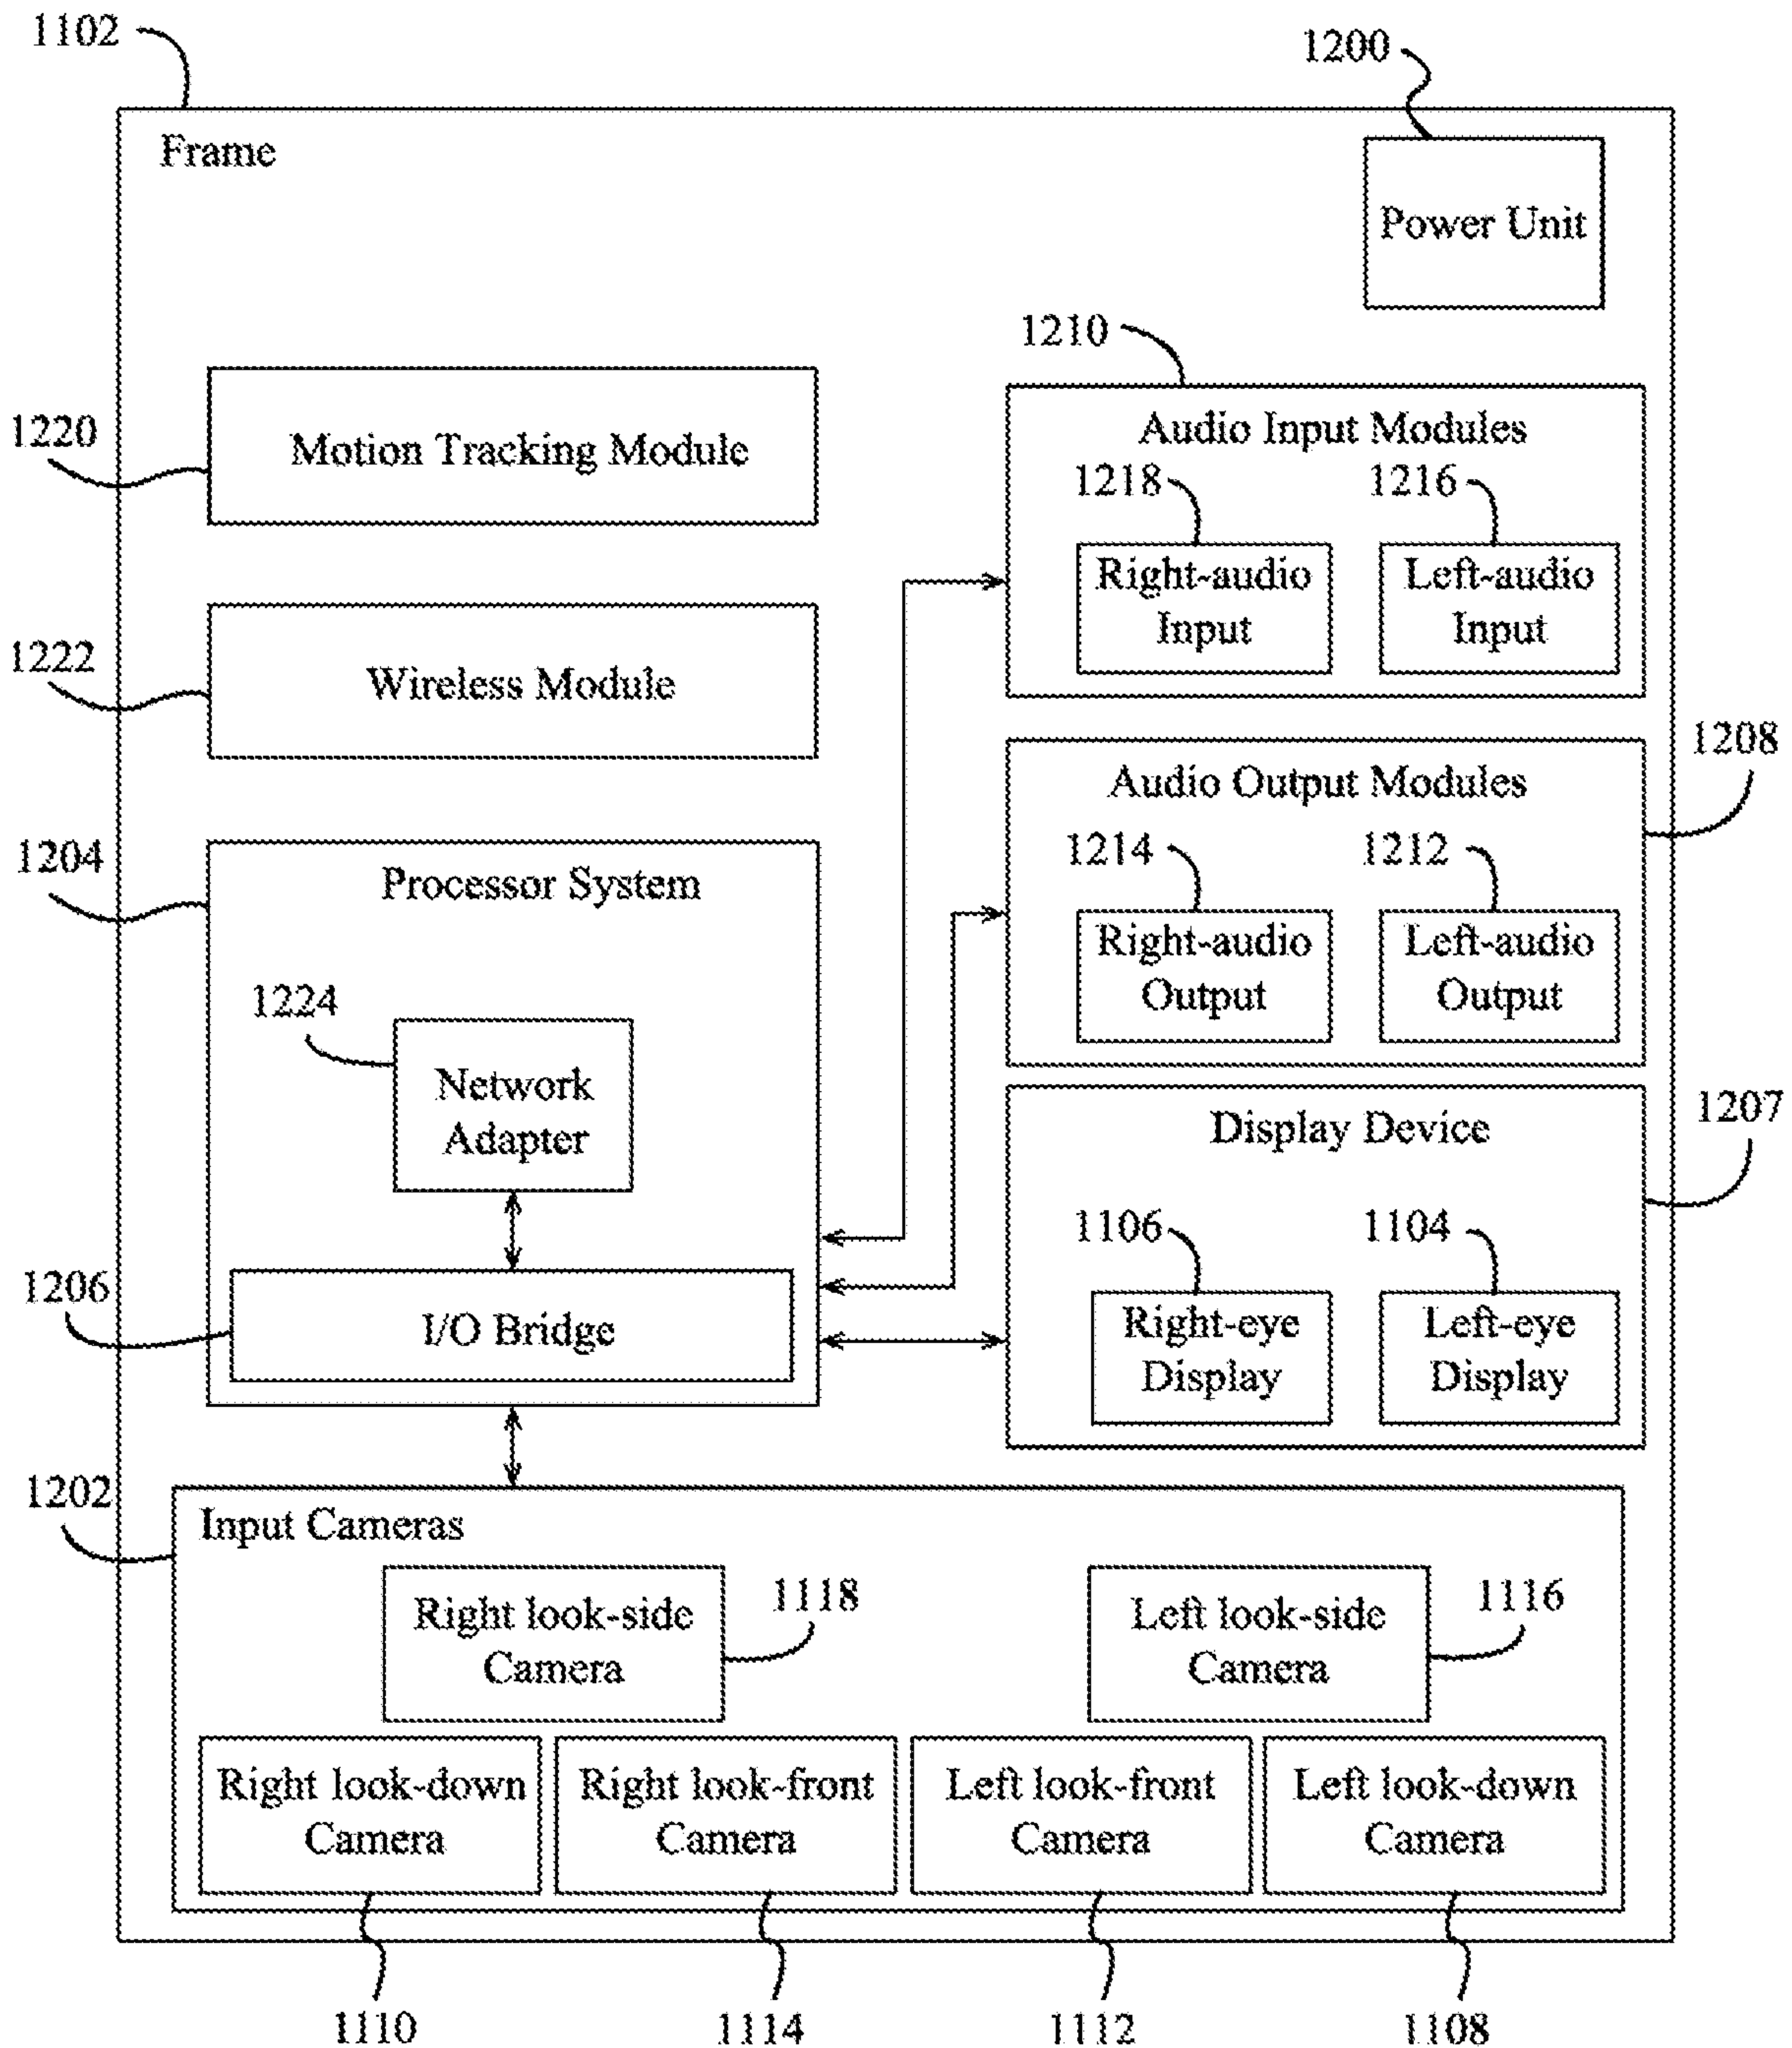 1102
1200
Frame
Power Unit
1210
1220
Motion Tracking Module
Audio Input Modules
1218
1216
Right-audio
Input
Left-audio
Input
1222
Wireless Module
1208
Audio Output Modules
1214
1212
Right-audio
Output
Left-audio
Output
1204
Processor System
1224
Network
Adapter
1207
Display Device
1106
1104
Right-eye
Display
Left-eye
Display
1206
I/O Bridge
1202
Input Cameras
Right look-side
Camera
1118
Left look-side
Camera
1116
Right look-down
Camera
Right look-front
Camera
Left look-front
Camera
Left look-down
Camera
1110
1114
1112
1108